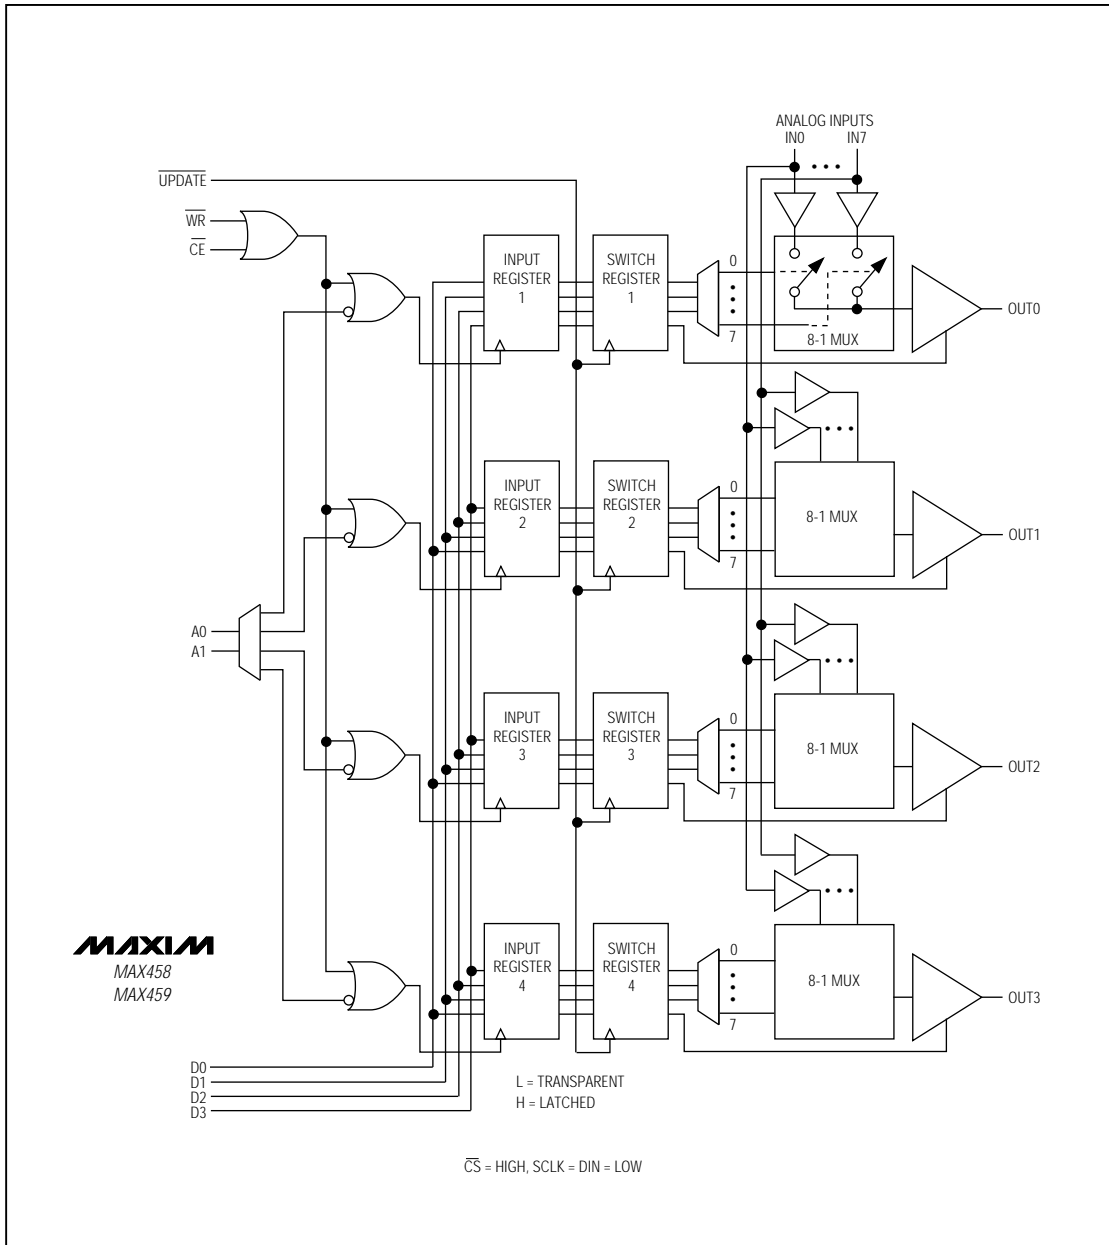 ANALOG INPUTS
IN0 • • • IN7
UPDATE
WR
CE
INPUT REGISTER 1
SWITCH REGISTER 1
0
7
8-1 MUX
OUT0
INPUT REGISTER 2
SWITCH REGISTER 2
0
7
8-1 MUX
OUT1
A0
A1
INPUT REGISTER 3
SWITCH REGISTER 3
0
7
8-1 MUX
OUT2
MAXIM
MAX458
MAX459
INPUT REGISTER 4
SWITCH REGISTER 4
0
7
8-1 MUX
OUT3
D0
D1
D2
D3
L = TRANSPARENT
H = LATCHED
CS = HIGH, SCLK = DIN = LOW